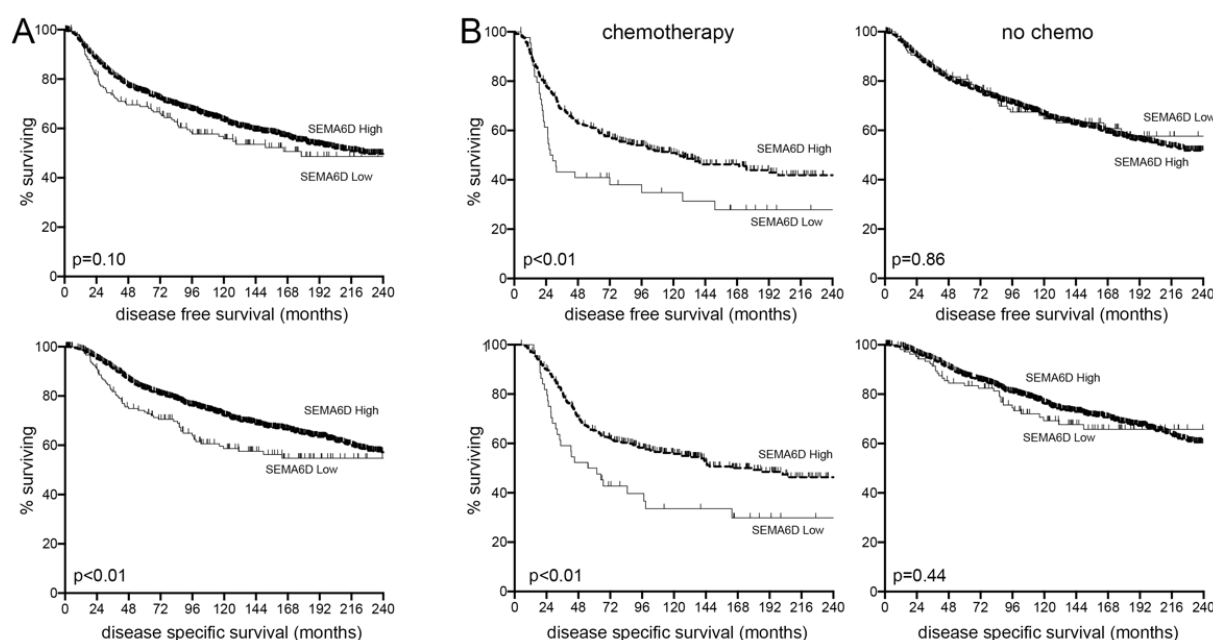 A
B
chemotherapy
no chemo
100
80
60
40
20
0
SEMA6D High
SEMA6D Low
p=0.10
0 24 48 72 96 120 144 168 192 216 240
disease free survival (months)
% surviving
100
80
60
40
20
0
SEMA6D High
SEMA6D Low
p<0.01
0 24 48 72 96 120 144 168 192 216 240
disease free survival (months)
% surviving
100
80
60
40
20
0
SEMA6D Low
SEMA6D High
p=0.86
0 24 48 72 96 120 144 168 192 216 240
disease free survival (months)
100
80
60
40
20
0
SEMA6D High
SEMA6D Low
p<0.01
0 24 48 72 96 120 144 168 192 216 240
disease specific survival (months)
% surviving
100
80
60
40
20
0
SEMA6D High
SEMA6D Low
p<0.01
0 24 48 72 96 120 144 168 192 216 240
disease specific survival (months)
% surviving
100
80
60
40
20
0
SEMA6D High
SEMA6D Low
p=0.44
0 24 48 72 96 120 144 168 192 216 240
disease specific survival (months)